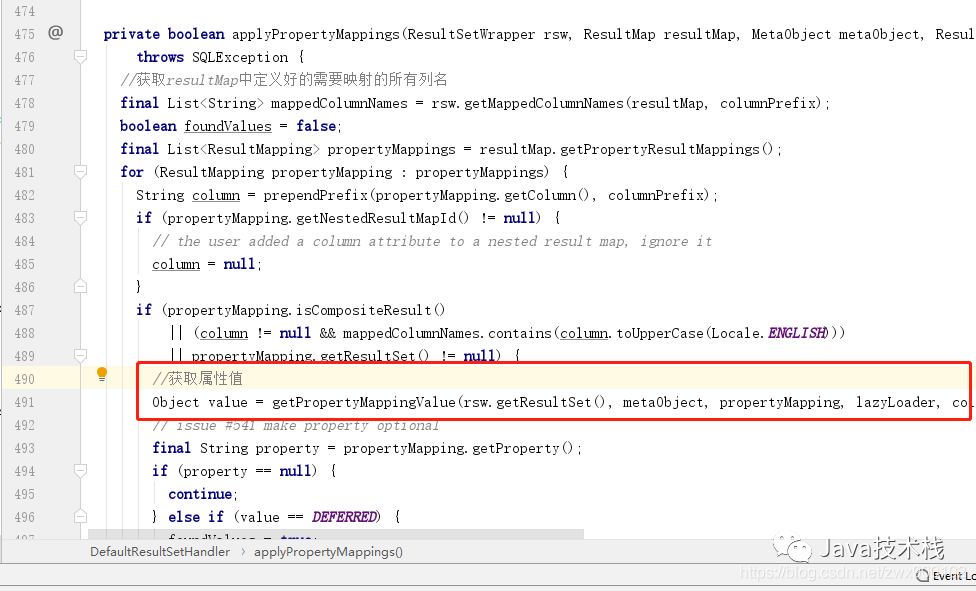 474
475 @ private boolean applyPropertyMappings(ResultSetWrapper rsw, ResultMap resultMap, MetaObject metaObject, Resul
476 throws SQLException {
477 //获取resultMap中定义好的需要映射的所有列名
478 final List<String> mappedColumnNames = rsw.getMappedColumnNames(resultMap, columnPrefix);
479 boolean foundValues = false;
480 final List<ResultMapping> propertyMappings = resultMap.getPropertyResultMappings();
481 for (ResultMapping propertyMapping : propertyMappings) {
482 String column = prependPrefix(propertyMapping.getColumn(), columnPrefix);
483 if (propertyMapping.getNestedResultMapId() != null) {
484 // the user added a column attribute to a nested result map, ignore it
485 column = null;
486 }
487 if (propertyMapping.isCompositeResult()
488 || (column != null && mappedColumnNames.contains(column.toUpperCase(Locale.ENGLISH)))
489 || propertyMapping.getResultSet() != null) {
490 //获取属性值
491 Object value = getPropertyMappingValue(rsw.getResultSet(), metaObject, propertyMapping, lazyLoader, col
492 // issue #541 make property optional
493 final String property = propertyMapping.getProperty();
494 if (property == null) {
495 continue;
496 } else if (value == DEFERRED) {
497 foundValues = true;
DefaultResultSetHandler › applyPropertyMappings()
Java技术栈
Event Lo